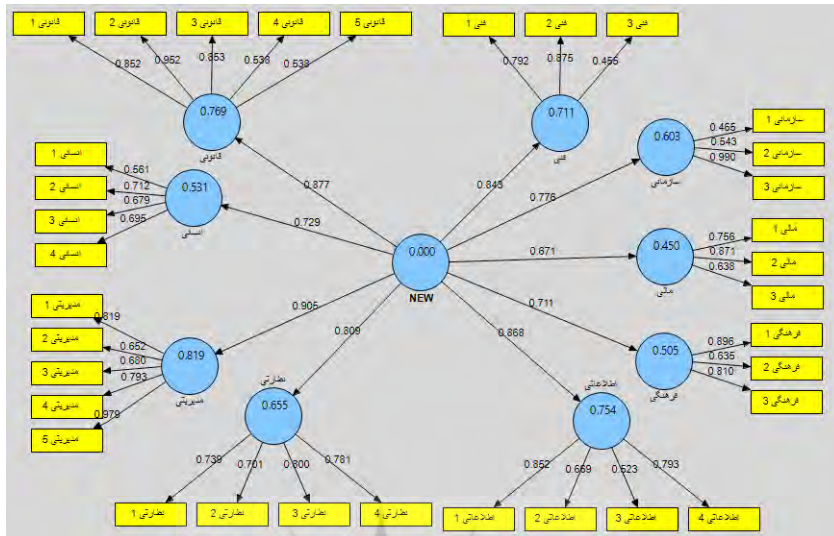 قانونی 1
قانونی 2
قانونی 3
قانونی 4
قانونی 5
0.852
0.952
0.853
0.538
0.538
0.769
قانونی
فنی 1
فنی 2
فنی 3
0.792
0.875
0.455
0.711
فنی
سازمانی 1
سازمانی 2
سازمانی 3
0.465
0.543
0.990
0.603
سازمانی
انسانی 1
انسانی 2
انسانی 3
انسانی 4
0.561
0.712
0.679
0.695
0.531
انسانی
0.877
0.843
0.776
0.729
0.671
0.711
0.905
0.809
0.868
0.000
NEW
مالی 1
مالی 2
مالی 3
0.756
0.871
0.638
0.450
مالی
فرهنگی 1
فرهنگی 2
فرهنگی 3
0.896
0.635
0.810
0.505
فرهنگی
مدیریتی 1
مدیریتی 2
مدیریتی 3
مدیریتی 4
مدیریتی 5
0.819
0.652
0.680
0.793
0.978
0.819
مدیریتی
نظارتی
0.655
0.739
0.701
0.800
0.781
نظارتی 1
نظارتی 2
نظارتی 3
نظارتی 4
اطلاعاتی
0.754
0.852
0.669
0.523
0.793
اطلاعاتی 1
اطلاعاتی 2
اطلاعاتی 3
اطلاعاتی 4